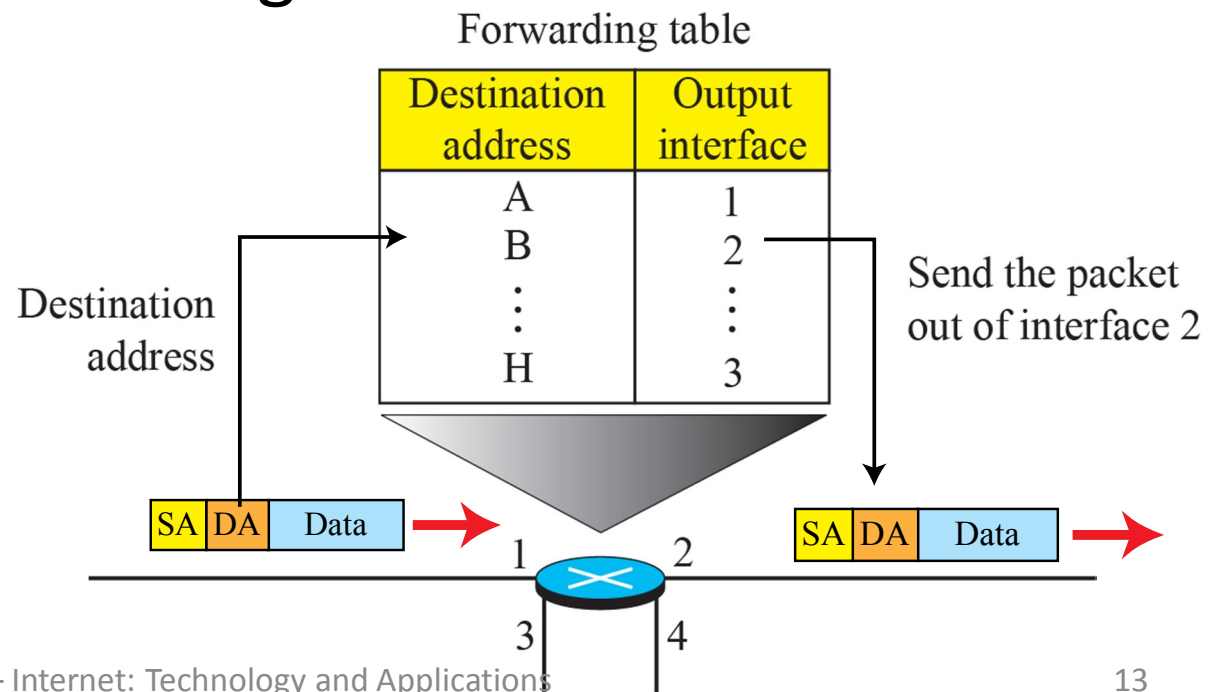 Forwarding table
Destination address
Output interface
A 1
B 2
⋮ ⋮
H 3
Destination
address
Send the packet
out of interface 2
SA DA Data
SA DA Data
1 2
3 4
- Internet: Technology and Applications 13